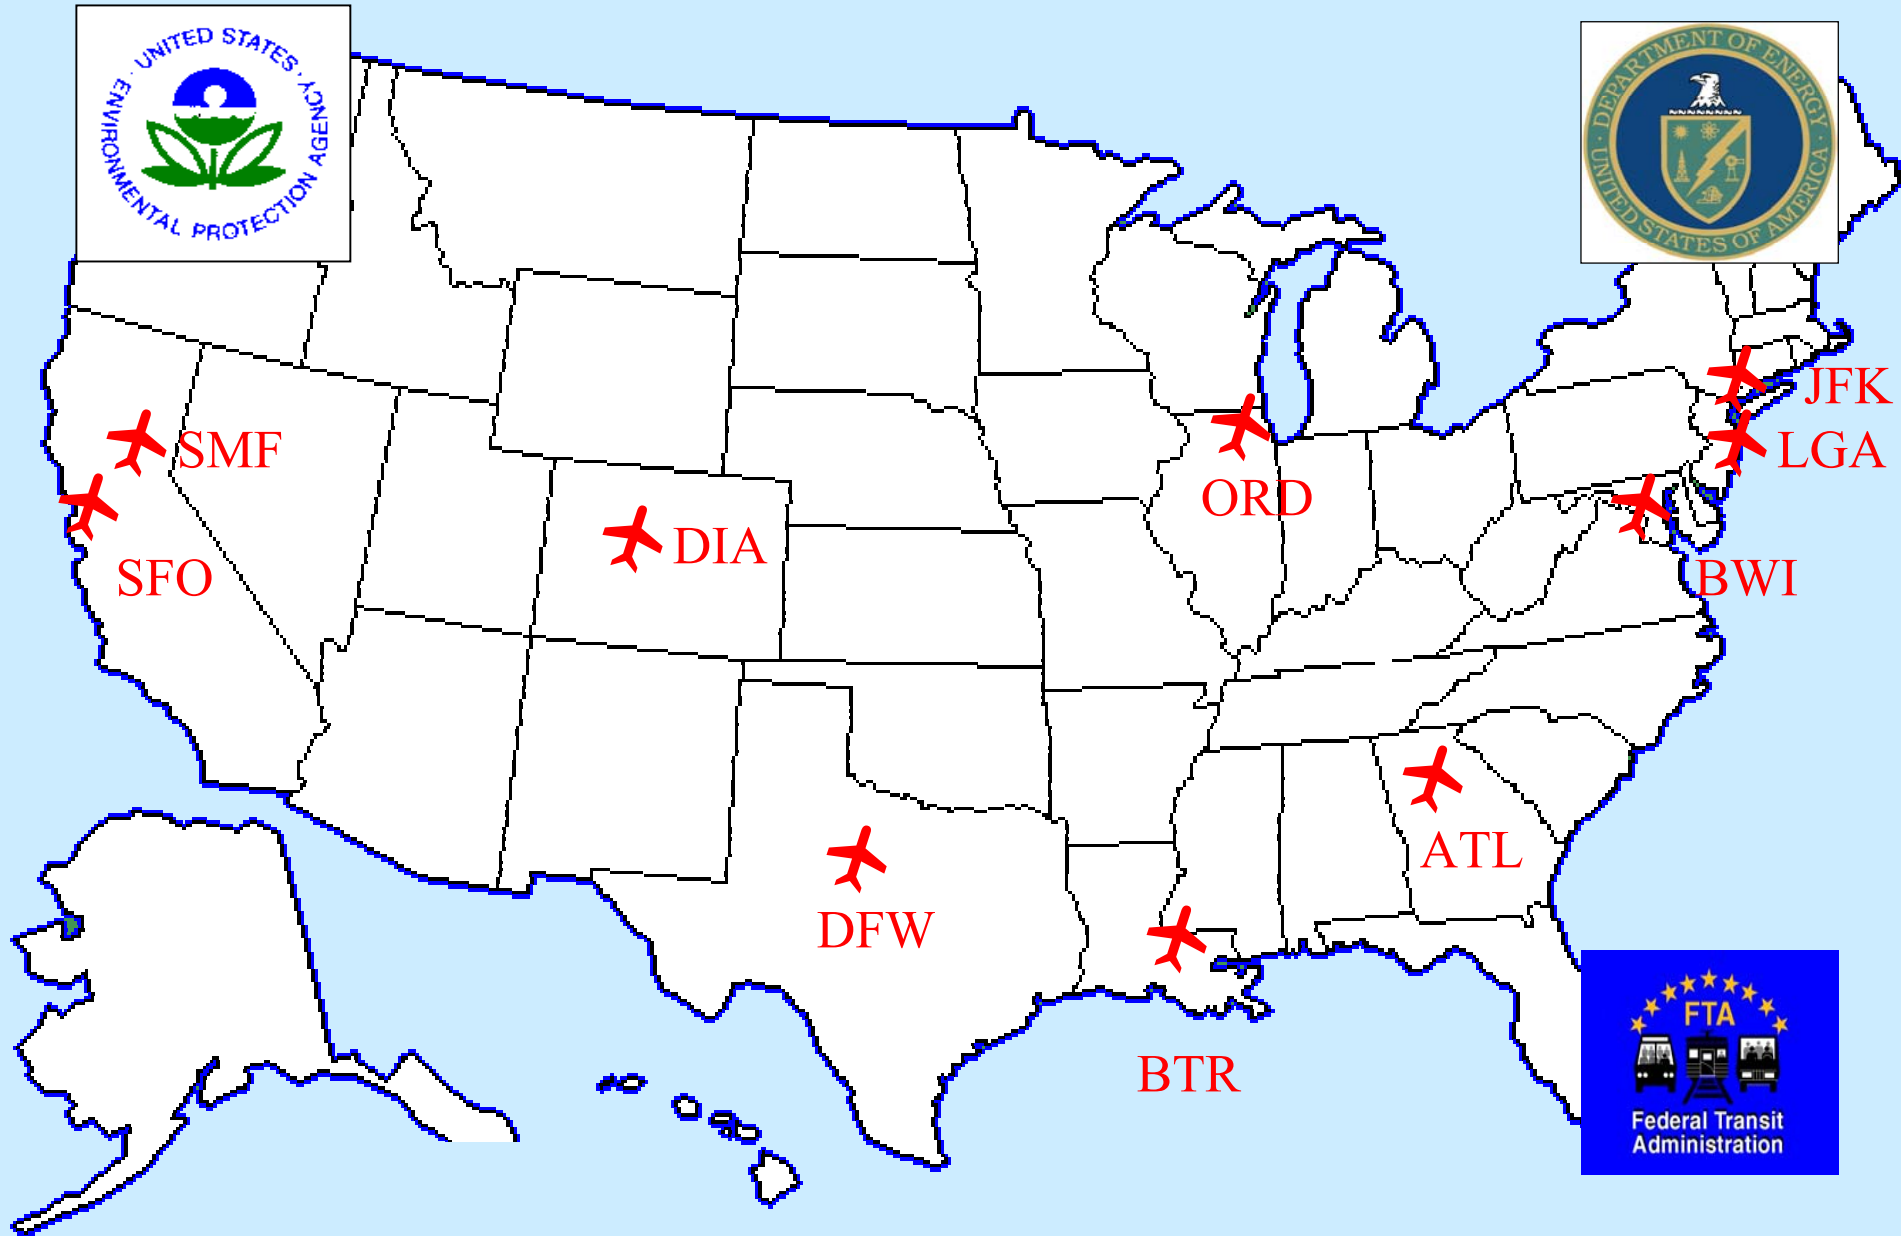 UNITED STATES
ENVIRONMENTAL PROTECTION AGENCY
DEPARTMENT OF ENERGY
UNITED STATES OF AMERICA
JFK
SMF
LGA
ORD
DIA
SFO
BWI
ATL
DFW
BTR
FTA
Federal Transit
Administration